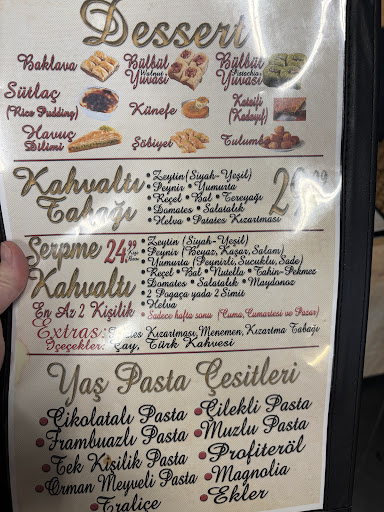 Dessert
Baklava
Bülbül Yuvası
Walnut
Bülbül Yuvası
Pistachio
Sütlaç
(Rice Pudding)
Künefe
Kataifi
(Kadayıf)
Havuç
Dilimi
Şöbiyet
Tulumba
Kahvaltı
Tabağı
• Zeytin (Siyah-Yeşil)
• Peynir • Yumurta
• Reçel • Bal • Tereyağı
• Domates • Salatalık
• Helva • Patates Kızartması
Serpme
24.99
Kahvaltı
En Az 2 Kişilik
• Zeytin (Siyah-Yeşil)
• Peynir (Beyaz, Kaşar, Salam)
• Yumurta (Peynirli, Sucuklu, Sade)
• Reçel • Bal • Nutella • Tahin-Pekmez
• Domates • Salatalık • Maydonoz
• 2 Poğaça yada 2 Simit
• Helva
• Sadece hafta sonu (Cuma, Cumartesi ve Pazar)
Extras: Kızartması, Menemen, Kızartma Tabağı
İçeçekler: Çay, Türk Kahvesi
Yaş Pasta Çesitleri
• Çikolatalı Pasta
• Frambuazlı Pasta
• Tek Kişilik Pasta
• Orman Meyveli Pasta
• Traliçe
• Çilekli Pasta
• Muzlu Pasta
• Profiteröl
• Magnolia
• Ekler